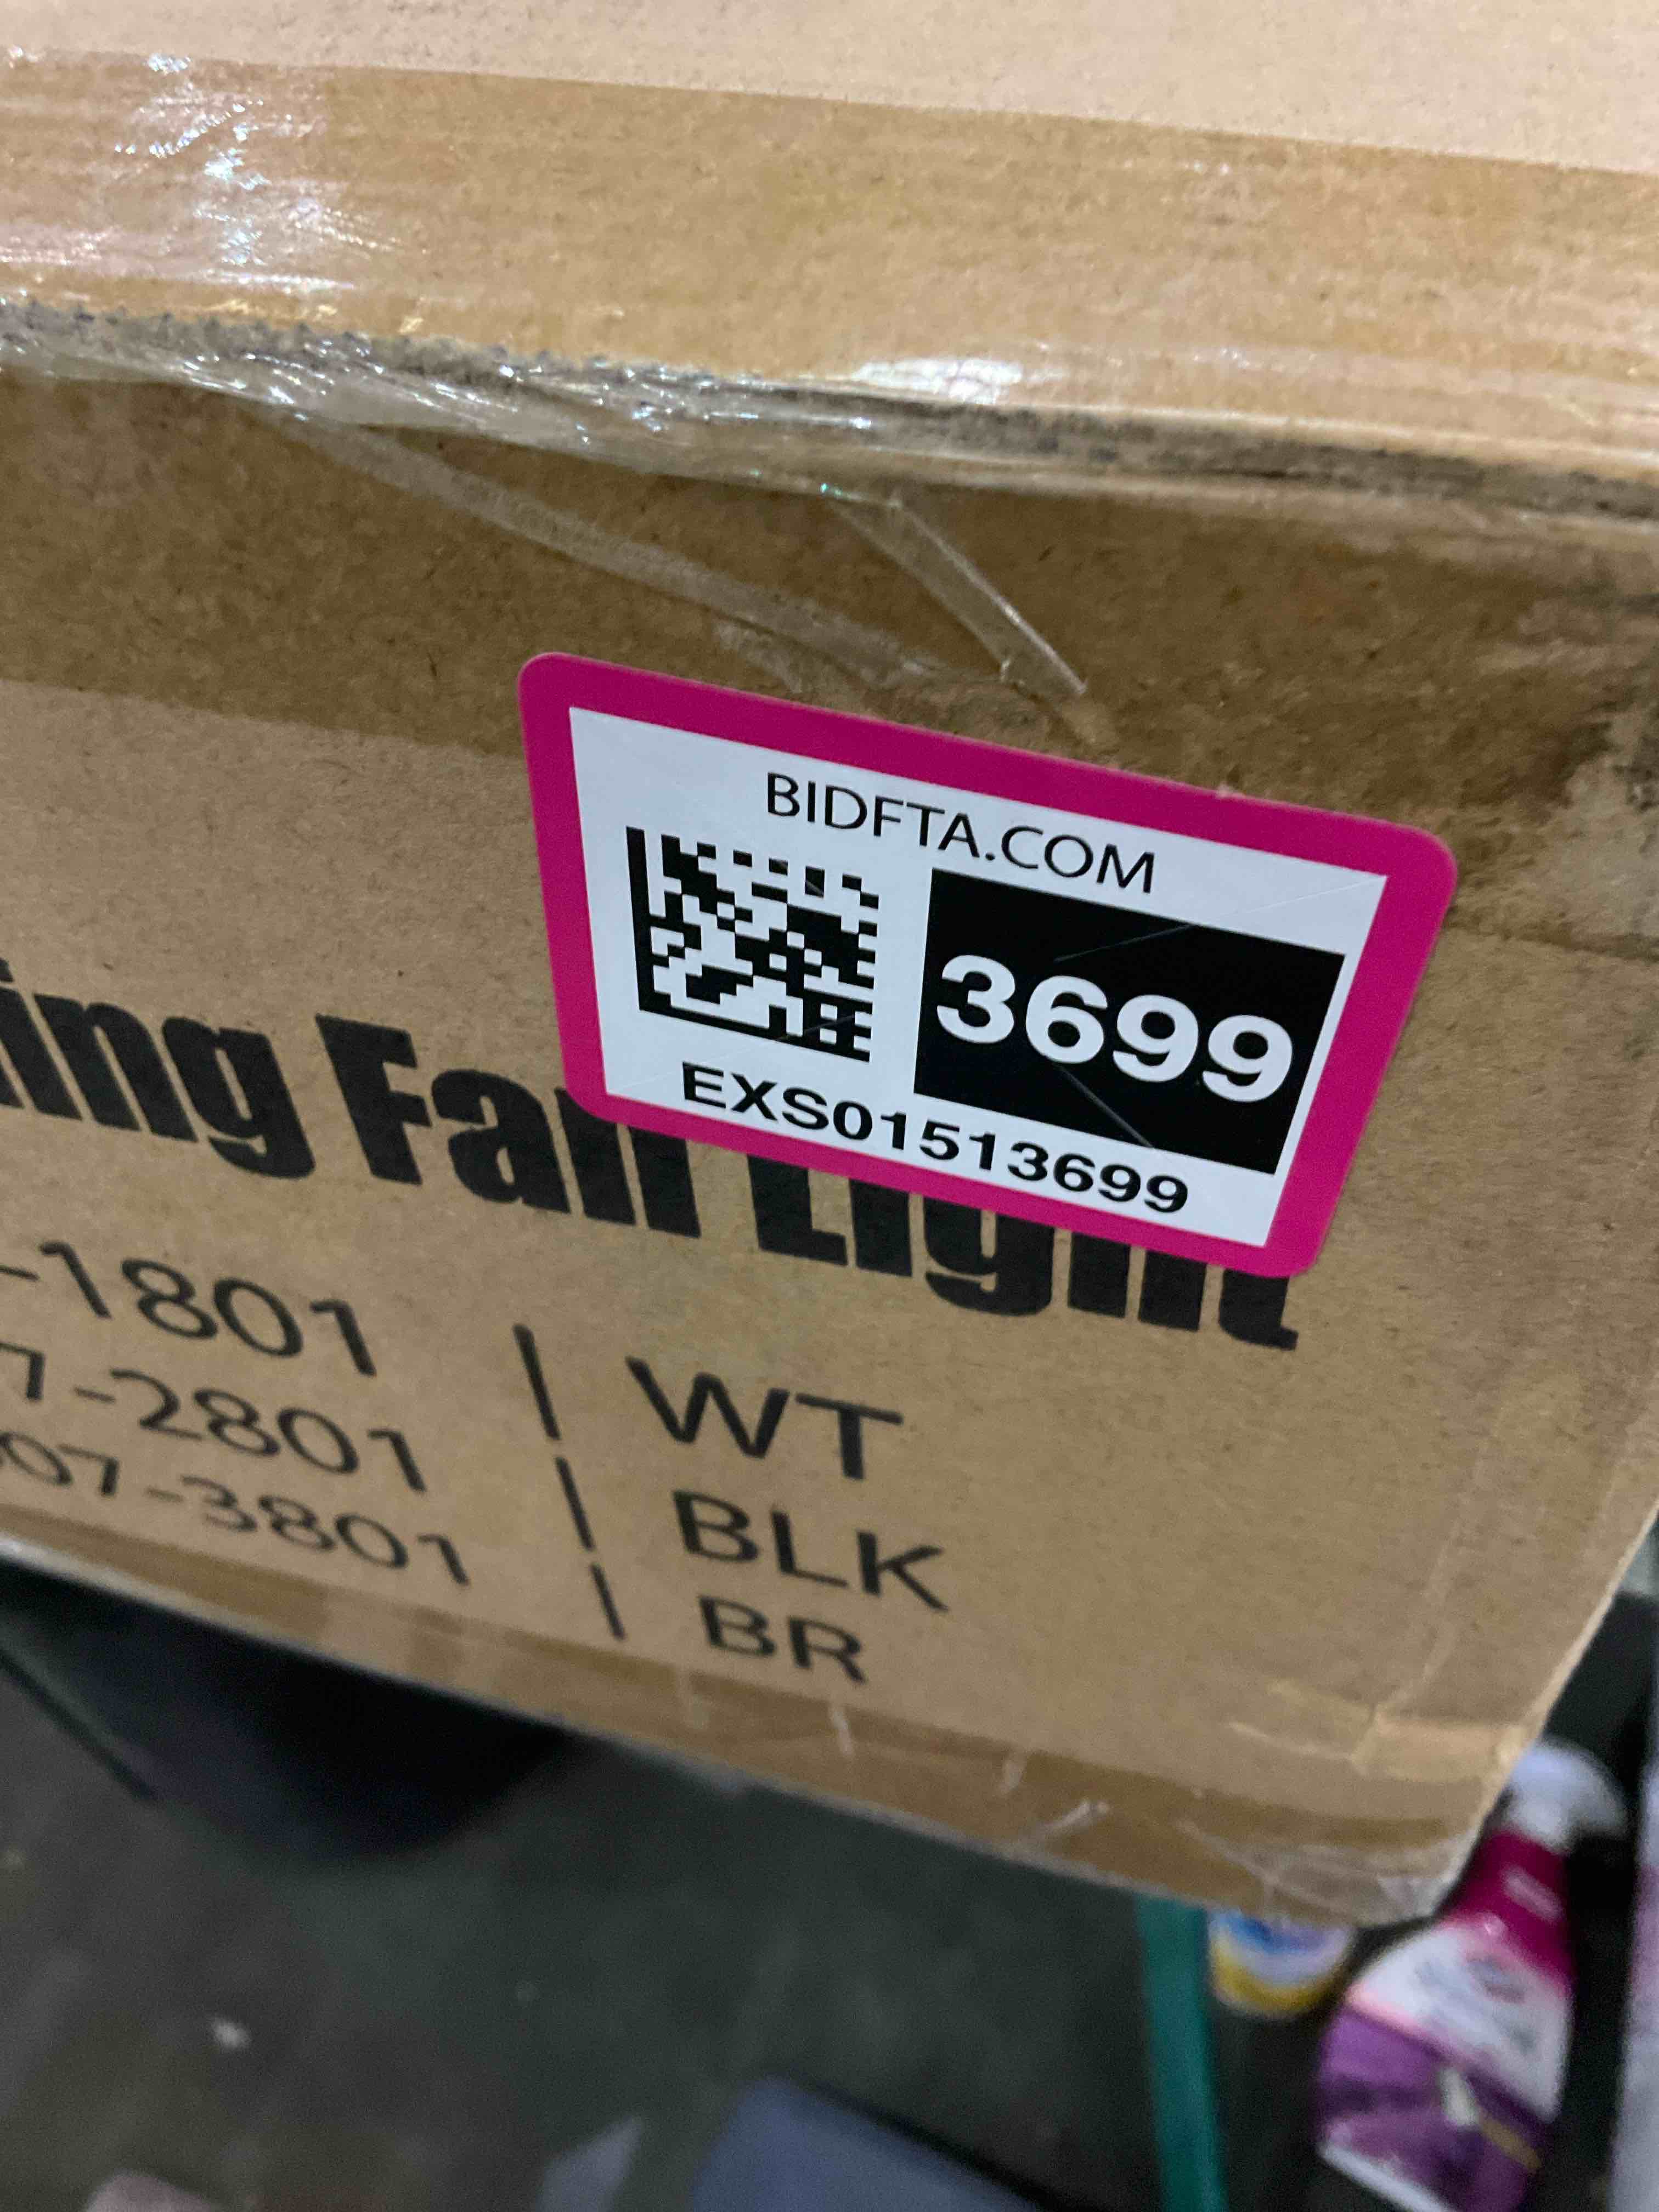 BIDFTA.COM
3699
EXS01513699
ing Fan Light
-1801 | WT
7-2801 | BLK
07-3801 | BR